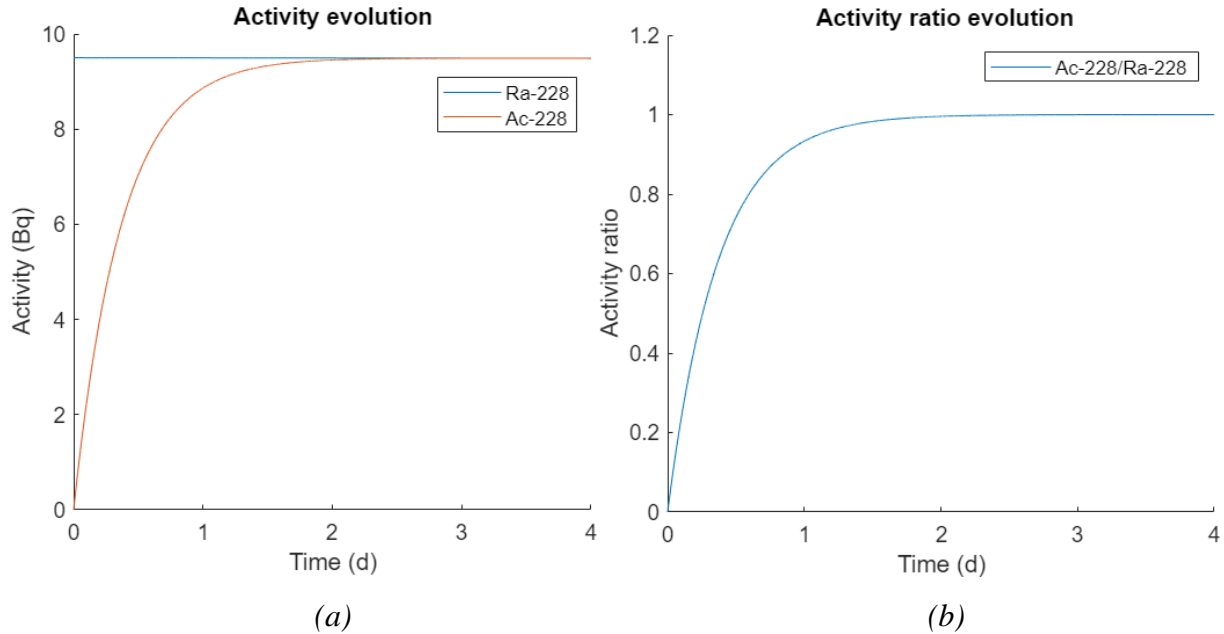 Activity evolution
10
8
6
4
2
0
Activity (Bq)
Ra-228
Ac-228
0 1 2 3 4
Time (d)
(a)
Activity ratio evolution
1.2
1
0.8
0.6
0.4
0.2
0
Activity ratio
Ac-228/Ra-228
0 1 2 3 4
Time (d)
(b)